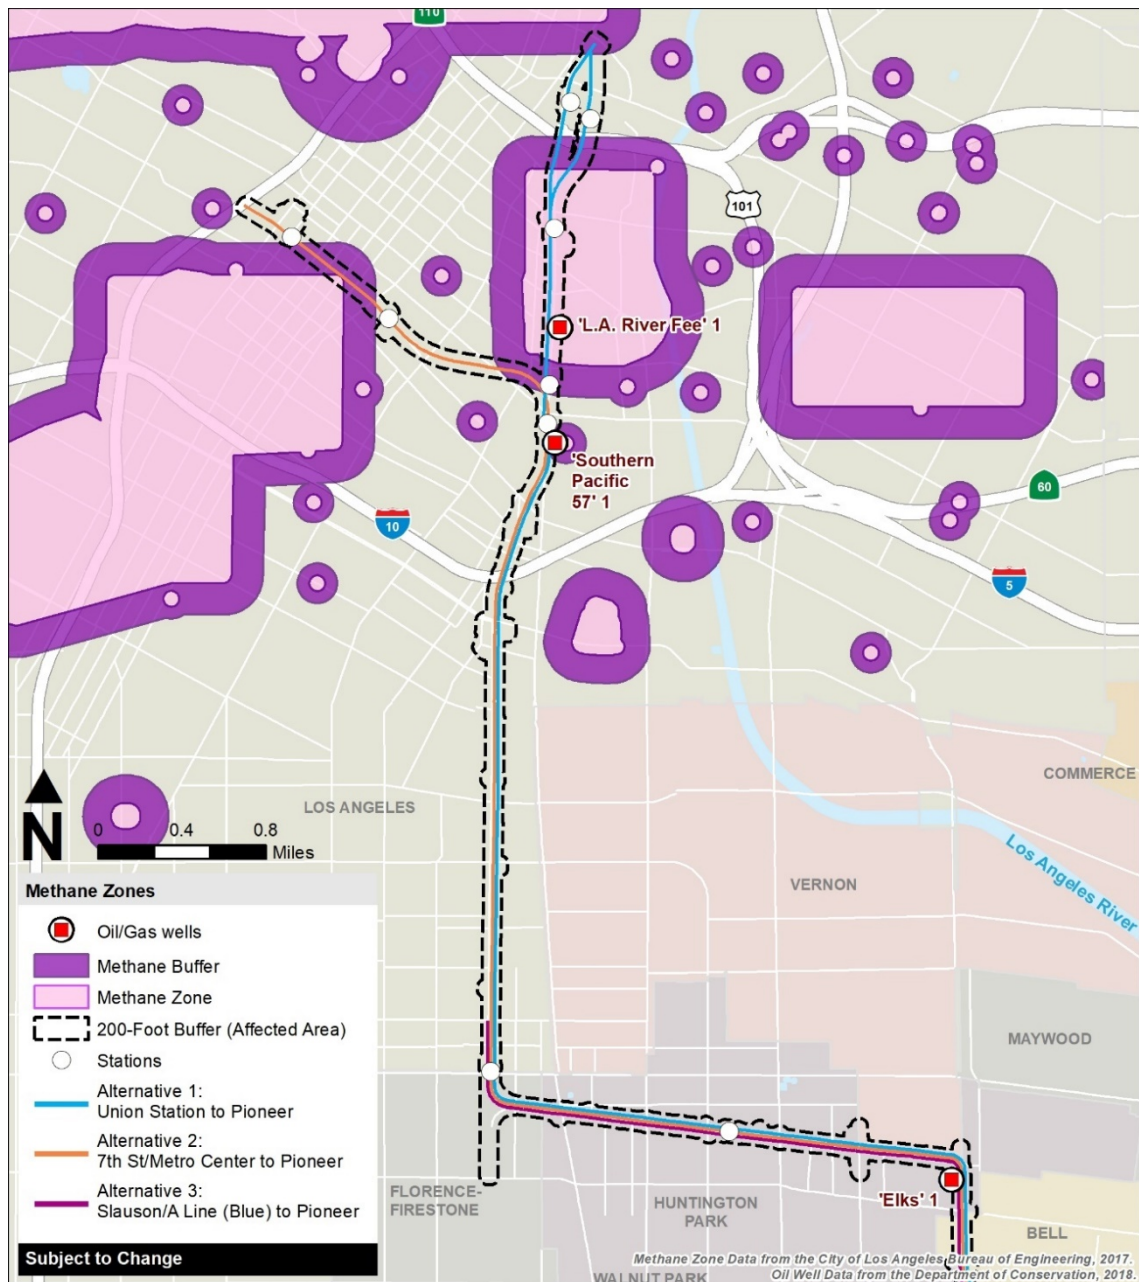 110
101
'L.A. River Fee' 1
'Southern
Pacific
57' 1
60
10
5
COMMERCE
N
0 0.4 0.8
Miles
LOS ANGELES
VERNON
Los Angeles River
Methane Zones
Oil/Gas wells
Methane Buffer
Methane Zone
200-Foot Buffer (Affected Area)
Stations
Alternative 1:
Union Station to Pioneer
Alternative 2:
7th St/Metro Center to Pioneer
Alternative 3:
Slauson/A Line (Blue) to Pioneer
Subject to Change
MAYWOOD
FLORENCE-
FIRESTONE
HUNTINGTON
PARK
'Elks' 1
BELL
WALNUT PARK
Methane Zone Data from the City of Los Angeles Bureau of Engineering, 2017.
Oil Well Data from the Department of Conservation, 2018